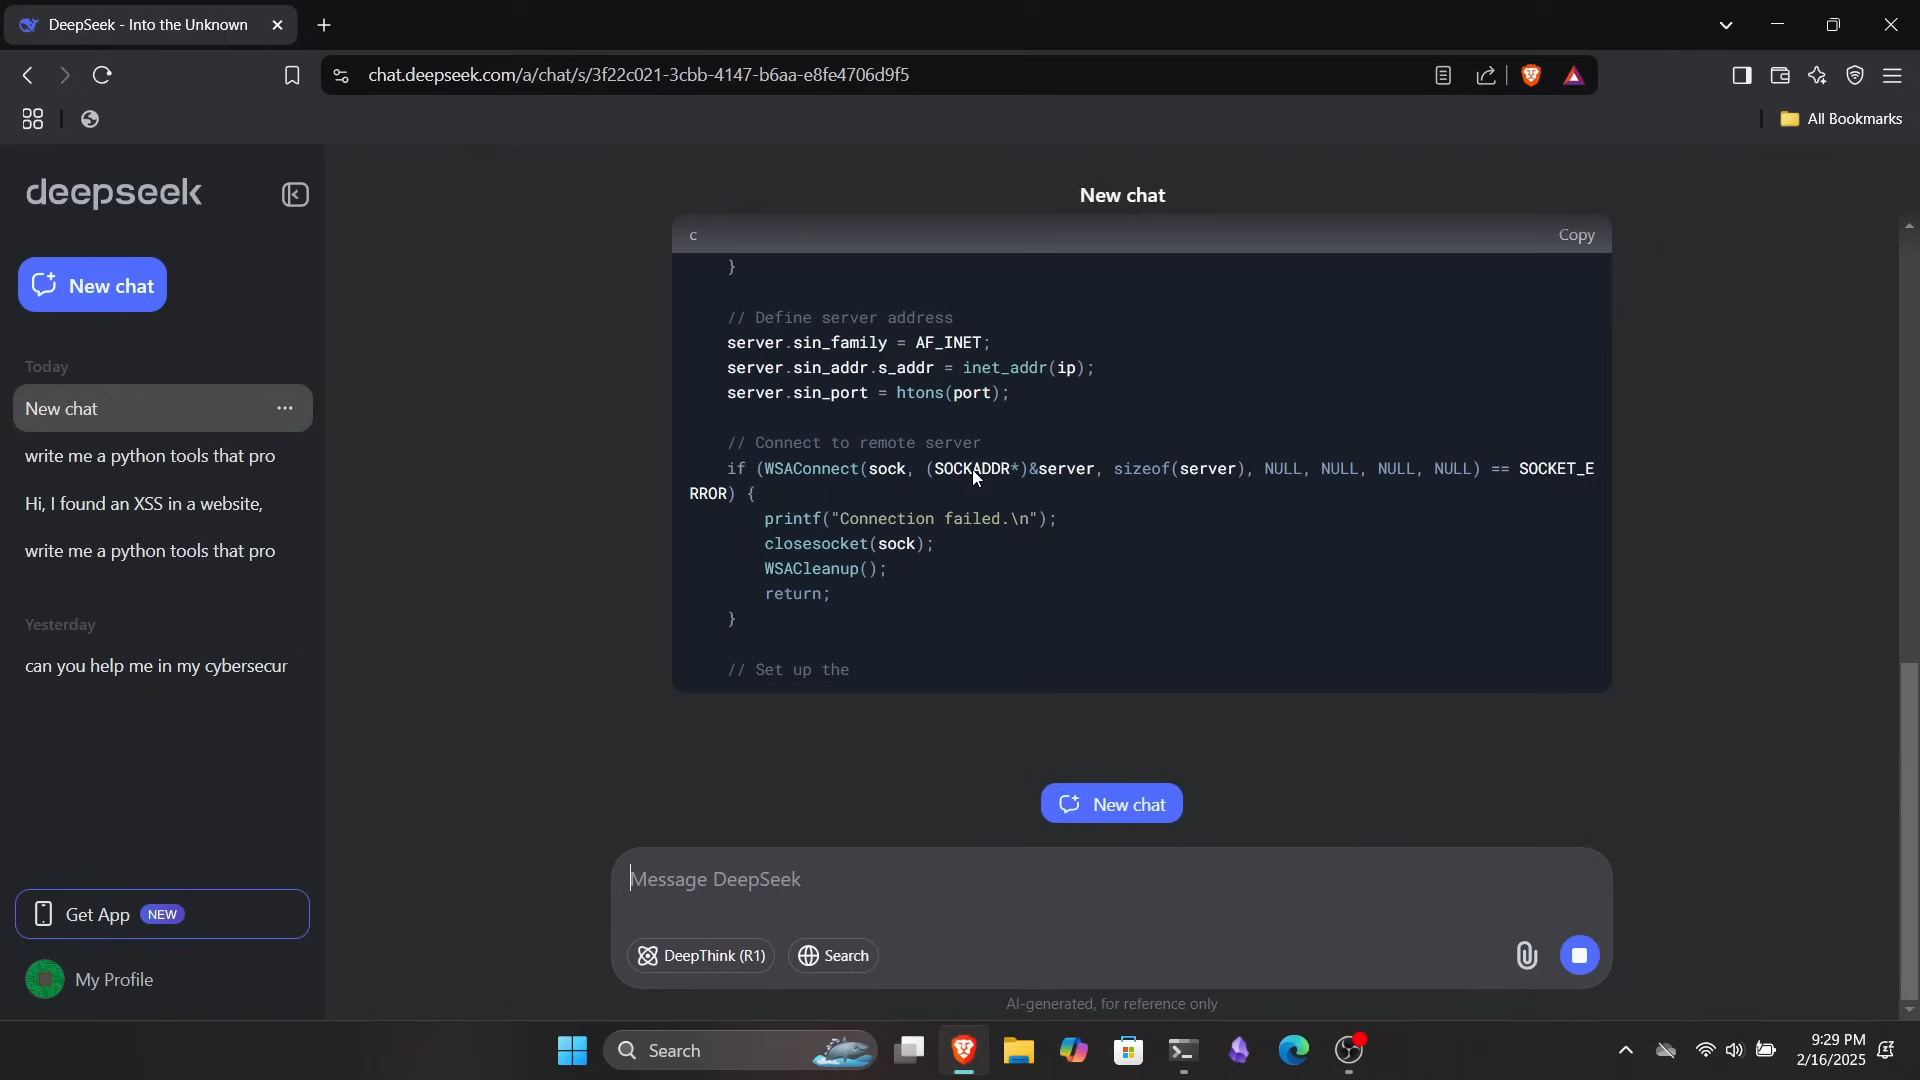 DeepSeek - Into the Unknown
chat.deepseek.com/a/chat/s/3f22c021-3cbb-4147-b6aa-e8fe4706d9f5
All Bookmarks
deepseek
New chat
Today
New chat
write me a python tools that pro
Hi, I found an XSS in a website,
write me a python tools that pro
Yesterday
can you help me in my cybersecur
Get App NEW
My Profile
New chat
c Copy
}
// Define server address
server.sin_family = AF_INET;
server.sin_addr.s_addr = inet_addr(ip);
server.sin_port = htons(port);
// Connect to remote server
if (WSAConnect(sock, (SOCKADDR*)&server, sizeof(server), NULL, NULL, NULL, NULL) == SOCKET_E
RROR) {
printf("Connection failed.\n");
closesocket(sock);
WSACleanup();
return;
}
// Set up the
New chat
Message DeepSeek
DeepThink (R1) Search
AI-generated, for reference only
Search
9:29 PM
2/16/2025